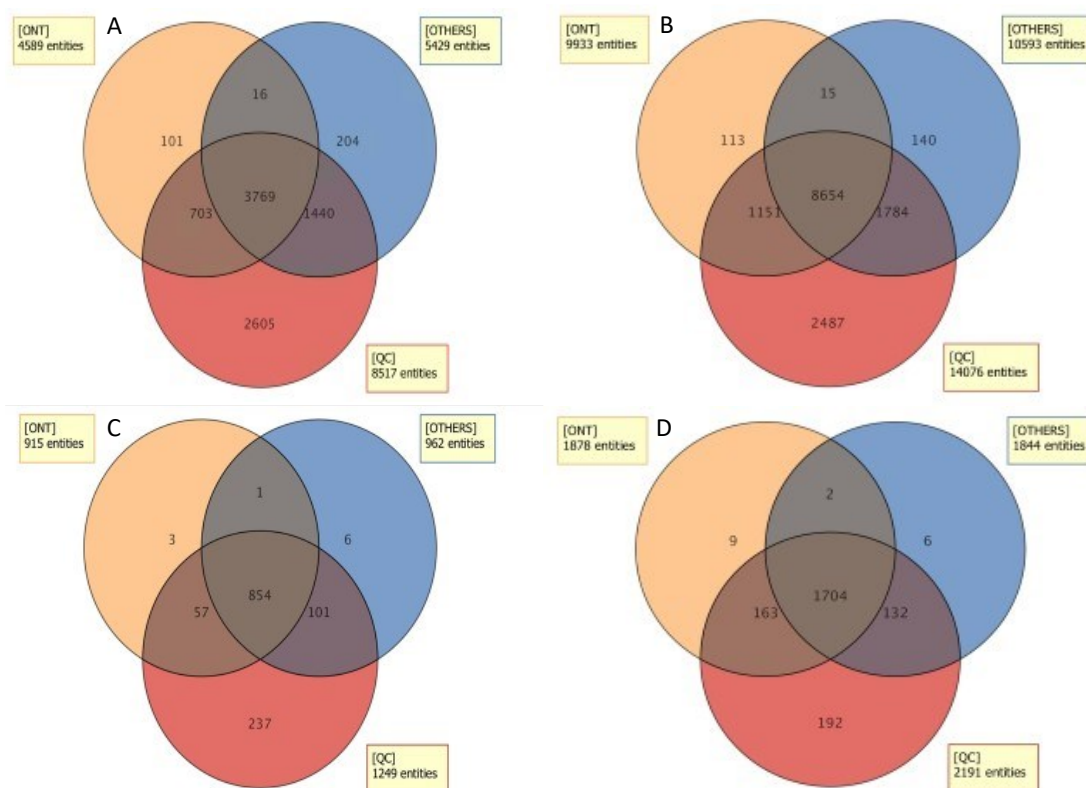 A
[ONT]
4589 entities
[OTHERS]
5429 entities
16
101
204
3769
703
1440
2605
[QC]
8517 entities
B
[ONT]
9933 entities
[OTHERS]
10593 entities
15
113
140
8654
1151
1784
2487
[QC]
14076 entities
C
[ONT]
915 entities
[OTHERS]
962 entities
1
3
6
854
57
101
237
[QC]
1249 entities
D
[ONT]
1878 entities
[OTHERS]
1844 entities
2
9
6
1704
163
132
192
[QC]
2191 entities